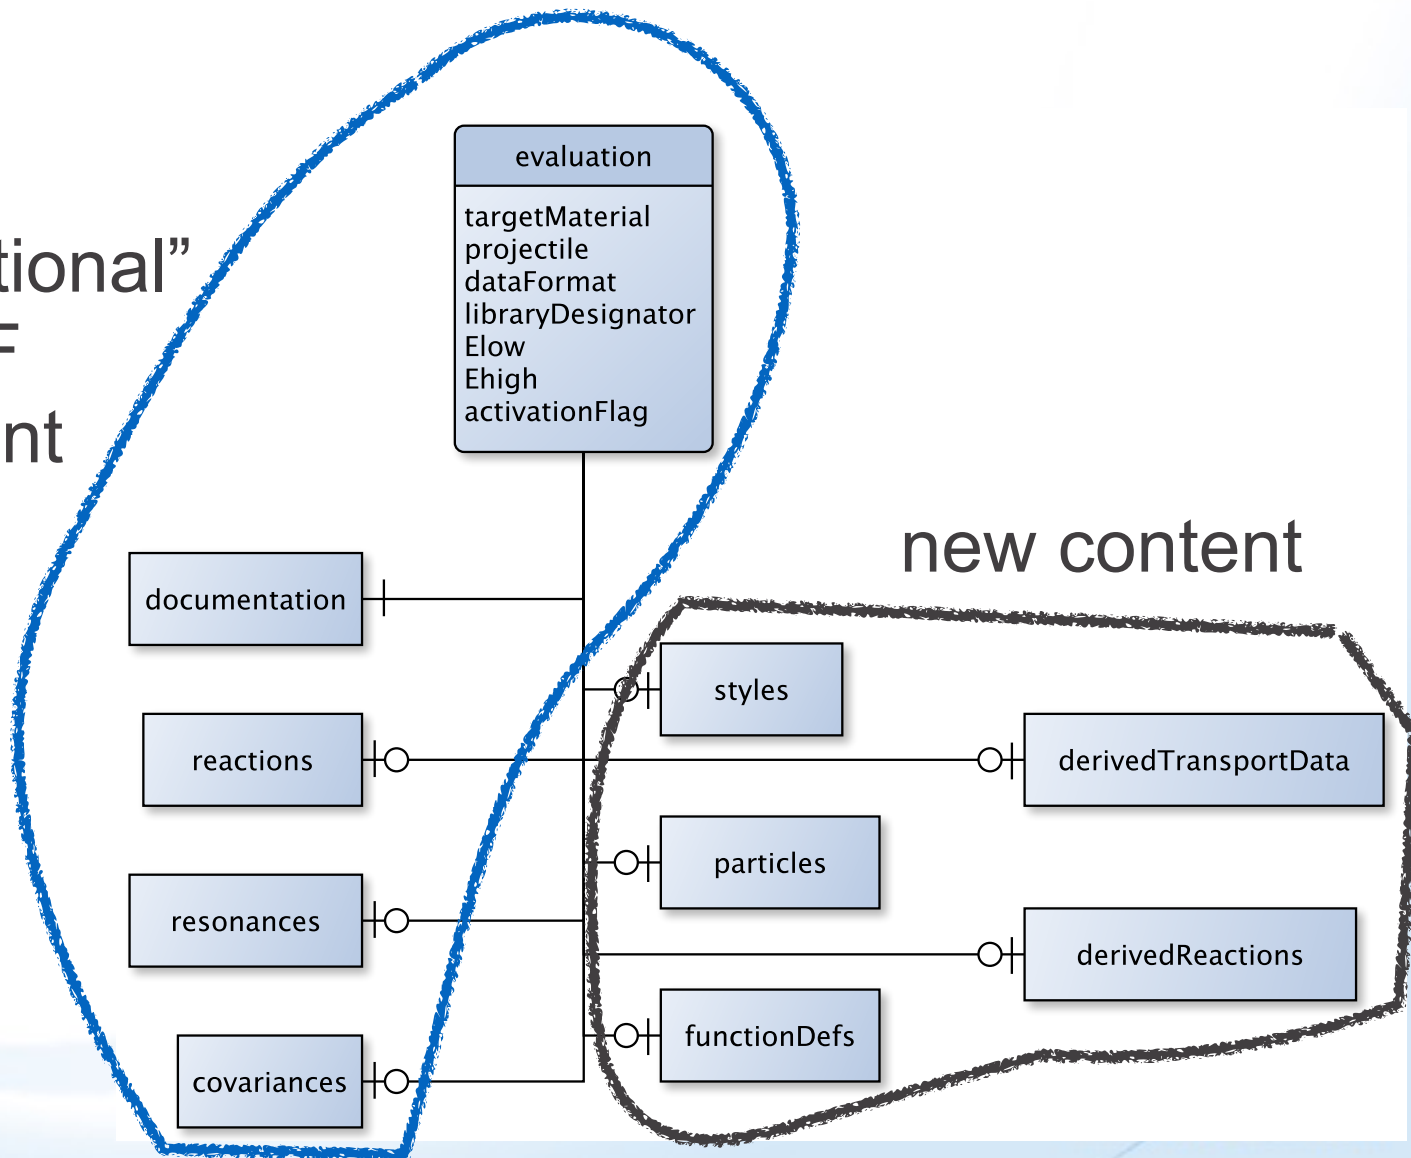 evaluation
targetMaterial
projectile
dataFormat
libraryDesignator
Elow
Ehigh
activationFlag
tional”
F
nt
new content
documentation
styles
reactions
derivedTransportData
particles
resonances
derivedReactions
functionDefs
covariances